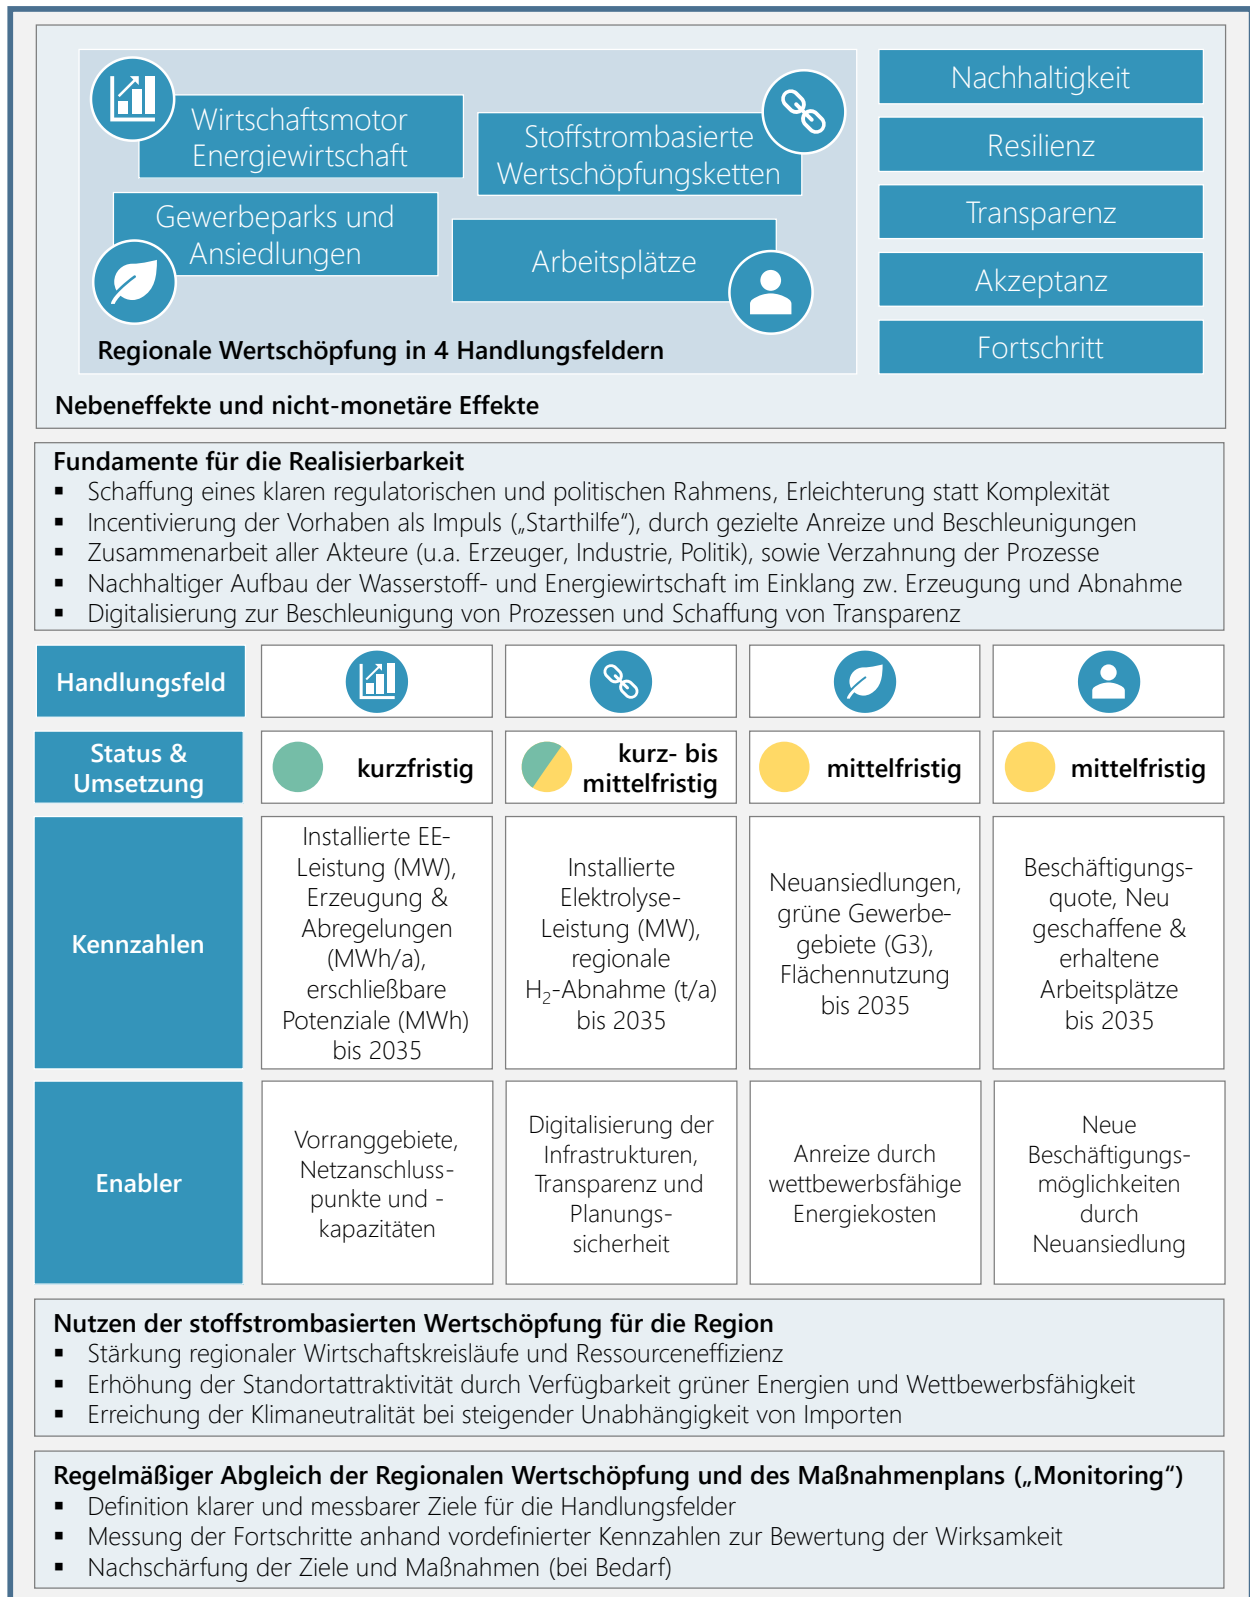 Wirtschaftsmotor
Energiewirtschaft
Stoffstrombasierte
Wertschöpfungsketten
Gewerbeparks und
Ansiedlungen
Arbeitsplätze
Regionale Wertschöpfung in 4 Handlungsfeldern
Nachhaltigkeit
Resilienz
Transparenz
Akzeptanz
Fortschritt
Nebeneffekte und nicht-monetäre Effekte
Fundamente für die Realisierbarkeit
▪ Schaffung eines klaren regulatorischen und politischen Rahmens, Erleichterung statt Komplexität
▪ Incentivierung der Vorhaben als Impuls („Starthilfe“), durch gezielte Anreize und Beschleunigungen
▪ Zusammenarbeit aller Akteure (u.a. Erzeuger, Industrie, Politik), sowie Verzahnung der Prozesse
▪ Nachhaltiger Aufbau der Wasserstoff- und Energiewirtschaft im Einklang zw. Erzeugung und Abnahme
▪ Digitalisierung zur Beschleunigung von Prozessen und Schaffung von Transparenz
Handlungsfeld
Status &
Umsetzung
kurzfristig
kurz- bis
mittelfristig
mittelfristig
mittelfristig
Kennzahlen
Installierte EE-
Leistung (MW),
Erzeugung &
Abregelungen
(MWh/a),
erschließbare
Potenziale (MWh)
bis 2035
Installierte
Elektrolyse-
Leistung (MW),
regionale
H₂-Abnahme (t/a)
bis 2035
Neuansiedlungen,
grüne Gewerbe-
gebiete (G3),
Flächennutzung
bis 2035
Beschäftigungs-
quote, Neu
geschaffene &
erhaltene
Arbeitsplätze
bis 2035
Enabler
Vorranggebiete,
Netzanschluss-
punkte und -
kapazitäten
Digitalisierung der
Infrastrukturen,
Transparenz und
Planungs-
sicherheit
Anreize durch
wettbewerbsfähige
Energiekosten
Neue
Beschäftigungs-
möglichkeiten
durch
Neuansiedlung
Nutzen der stoffstrombasierten Wertschöpfung für die Region
▪ Stärkung regionaler Wirtschaftskreisläufe und Ressourceneffizienz
▪ Erhöhung der Standortattraktivität durch Verfügbarkeit grüner Energien und Wettbewerbsfähigkeit
▪ Erreichung der Klimaneutralität bei steigender Unabhängigkeit von Importen
Regelmäßiger Abgleich der Regionalen Wertschöpfung und des Maßnahmenplans („Monitoring“)
▪ Definition klarer und messbarer Ziele für die Handlungsfelder
▪ Messung der Fortschritte anhand vordefinierter Kennzahlen zur Bewertung der Wirksamkeit
▪ Nachschärfung der Ziele und Maßnahmen (bei Bedarf)